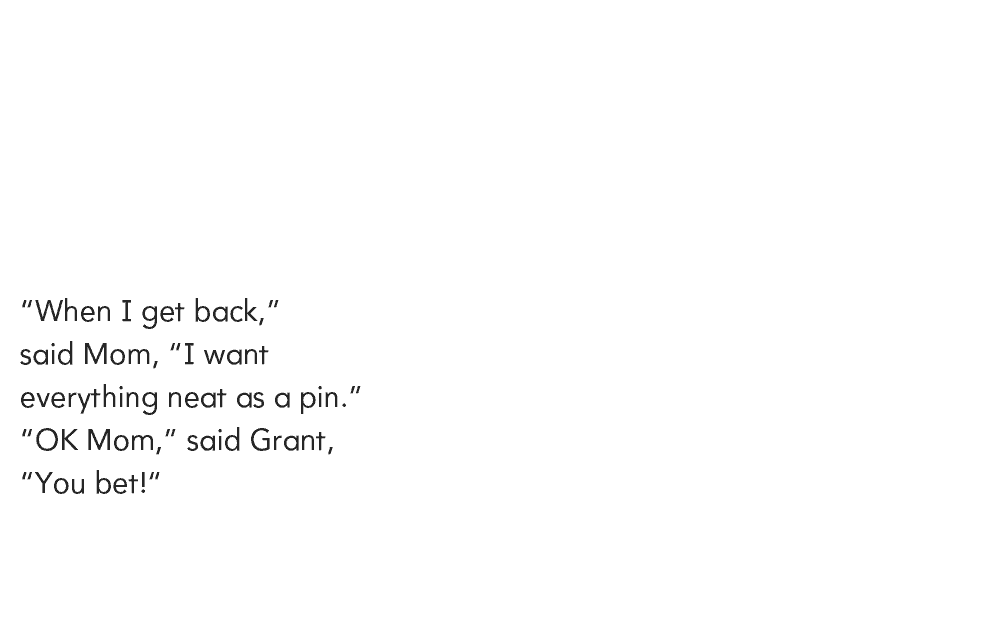 “When I get back,”
said Mom, “I want
everything neat as a pin.”
“OK Mom,” said Grant,
“You bet!“